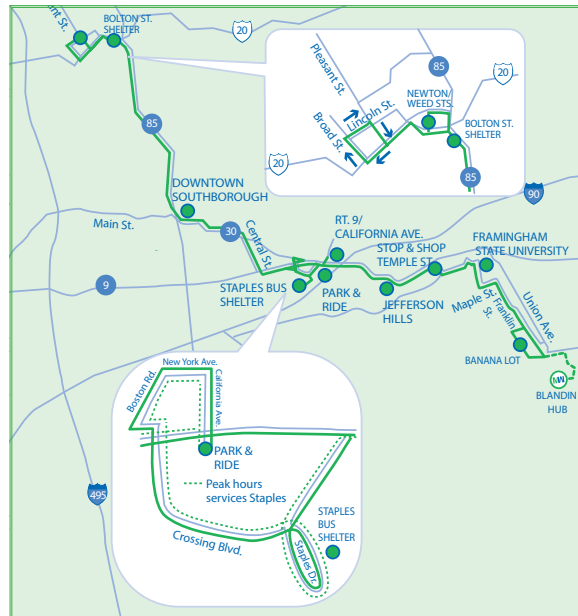 nt St.
BOLTON ST.
SHELTER
20
85
Pleasant St.
Lincoln St.
Broad St.
85
20
NEWTON/
WEED STS.
BOLTON ST.
SHELTER
20
85
90
DOWNTOWN
SOUTHBOROUGH
Main St.
30
Central St.
RT. 9/
CALIFORNIA AVE.
STOP & SHOP
TEMPLE ST.
FRAMINGHAM
STATE UNIVERSITY
9
STAPLES BUS
SHELTER
PARK &
RIDE
JEFFERSON
HILLS
Maple St.
Franklin
St.
Union Ave.
BANANA LOT
BLANDIN
HUB
New York Ave.
Boston Rd.
California Ave.
PARK &
RIDE
Peak hours
services Staples
Crossing Blvd.
STAPLES
BUS
SHELTER
Staples Dr.
495